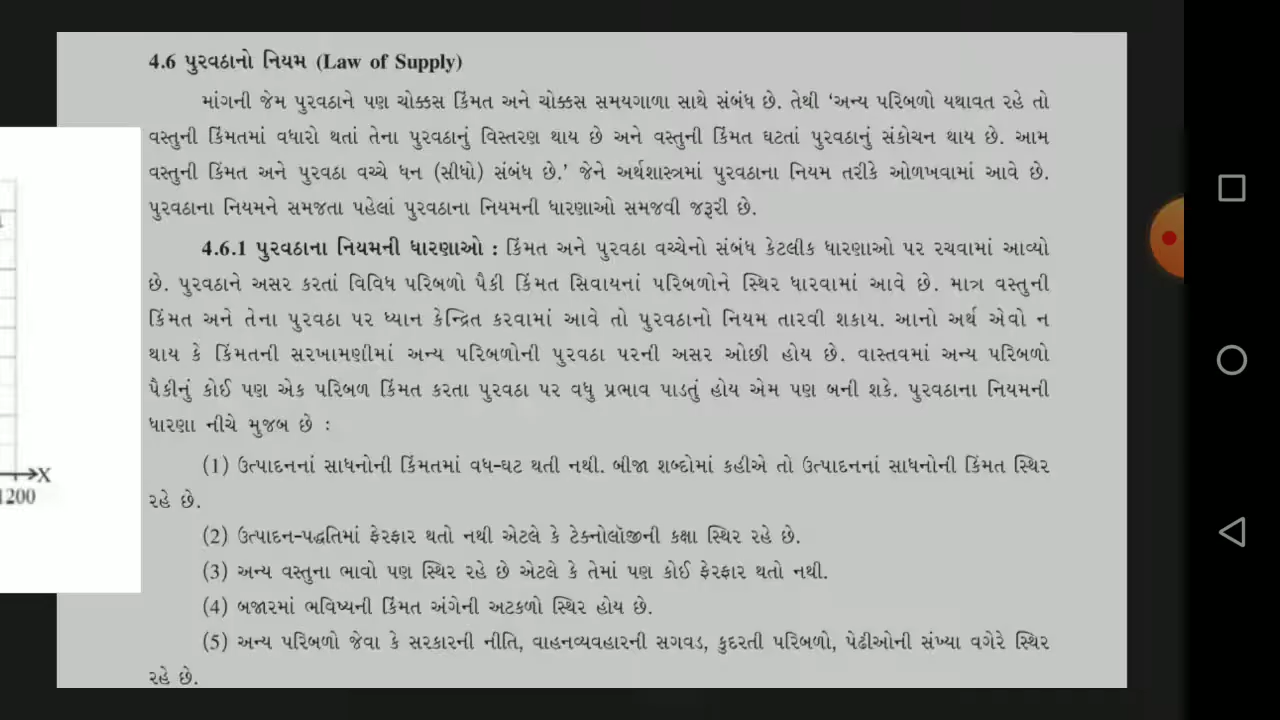 4.6 પુરવઠાનો નિયમ (Law of Supply)
માંગની જેમ પુરવઠાને પણ ચોક્કસ કિંમત અને ચોક્કસ સમયગાળા સાથે સંબંધ છે. તેથી ‘અન્ય પરિબળો યથાવત રહે તો
વસ્તુની કિંમતમાં વધારો થતાં તેના પુરવઠાનું વિસ્તરણ થાય છે અને વસ્તુની કિંમત ઘટતાં પુરવઠાનું સંકોચન થાય છે. આમ
વસ્તુની કિંમત અને પુરવઠા વચ્ચે ધન (સીધો) સંબંધ છે.’ જેને અર્થશાસ્ત્રમાં પુરવઠાના નિયમ તરીકે ઓળખવામાં આવે છે.
પુરવઠાના નિયમને સમજતા પહેલાં પુરવઠાના નિયમની ધારણાઓ સમજવી જરૂરી છે.
4.6.1 પુરવઠાના નિયમની ધારણાઓ : કિંમત અને પુરવઠા વચ્ચેનો સંબંધ કેટલીક ધારણાઓ પર રચવામાં આવ્યો
છે. પુરવઠાને અસર કરતાં વિવિધ પરિબળો પૈકી કિંમત સિવાયનાં પરિબળોને સ્થિર ધારવામાં આવે છે. માત્ર વસ્તુની
કિંમત અને તેના પુરવઠા પર ધ્યાન કેન્દ્રિત કરવામાં આવે તો પુરવઠાનો નિયમ તારવી શકાય. આનો અર્થ એવો ન
થાય કે કિંમતની સરખામણીમાં અન્ય પરિબળોની પુરવઠા પરની અસર ઓછી હોય છે. વાસ્તવમાં અન્ય પરિબળો
પૈકીનું કોઈ પણ એક પરિબળ કિંમત કરતા પુરવઠા પર વધુ પ્રભાવ પાડતું હોય એમ પણ બની શકે. પુરવઠાના નિયમની
ધારણા નીચે મુજબ છે :
(1) ઉત્પાદનનાં સાધનોની કિંમતમાં વધ-ઘટ થતી નથી. બીજા શબ્દોમાં કહીએ તો ઉત્પાદનનાં સાધનોની કિંમત સ્થિર
રહે છે.
(2) ઉત્પાદન-પદ્ધતિમાં ફેરફાર થતો નથી એટલે કે ટેક્નોલૉજીની કક્ષા સ્થિર રહે છે.
(3) અન્ય વસ્તુના ભાવો પણ સ્થિર રહે છે એટલે કે તેમાં પણ કોઈ ફેરફાર થતો નથી.
(4) બજારમાં ભવિષ્યની કિંમત અંગેની અટકળો સ્થિર હોય છે.
(5) અન્ય પરિબળો જેવા કે સરકારની નીતિ, વાહનવ્યવહારની સગવડ, કુદરતી પરિબળો, પેઢીઓની સંખ્યા વગેરે સ્થિર
રહે છે.
X
1200